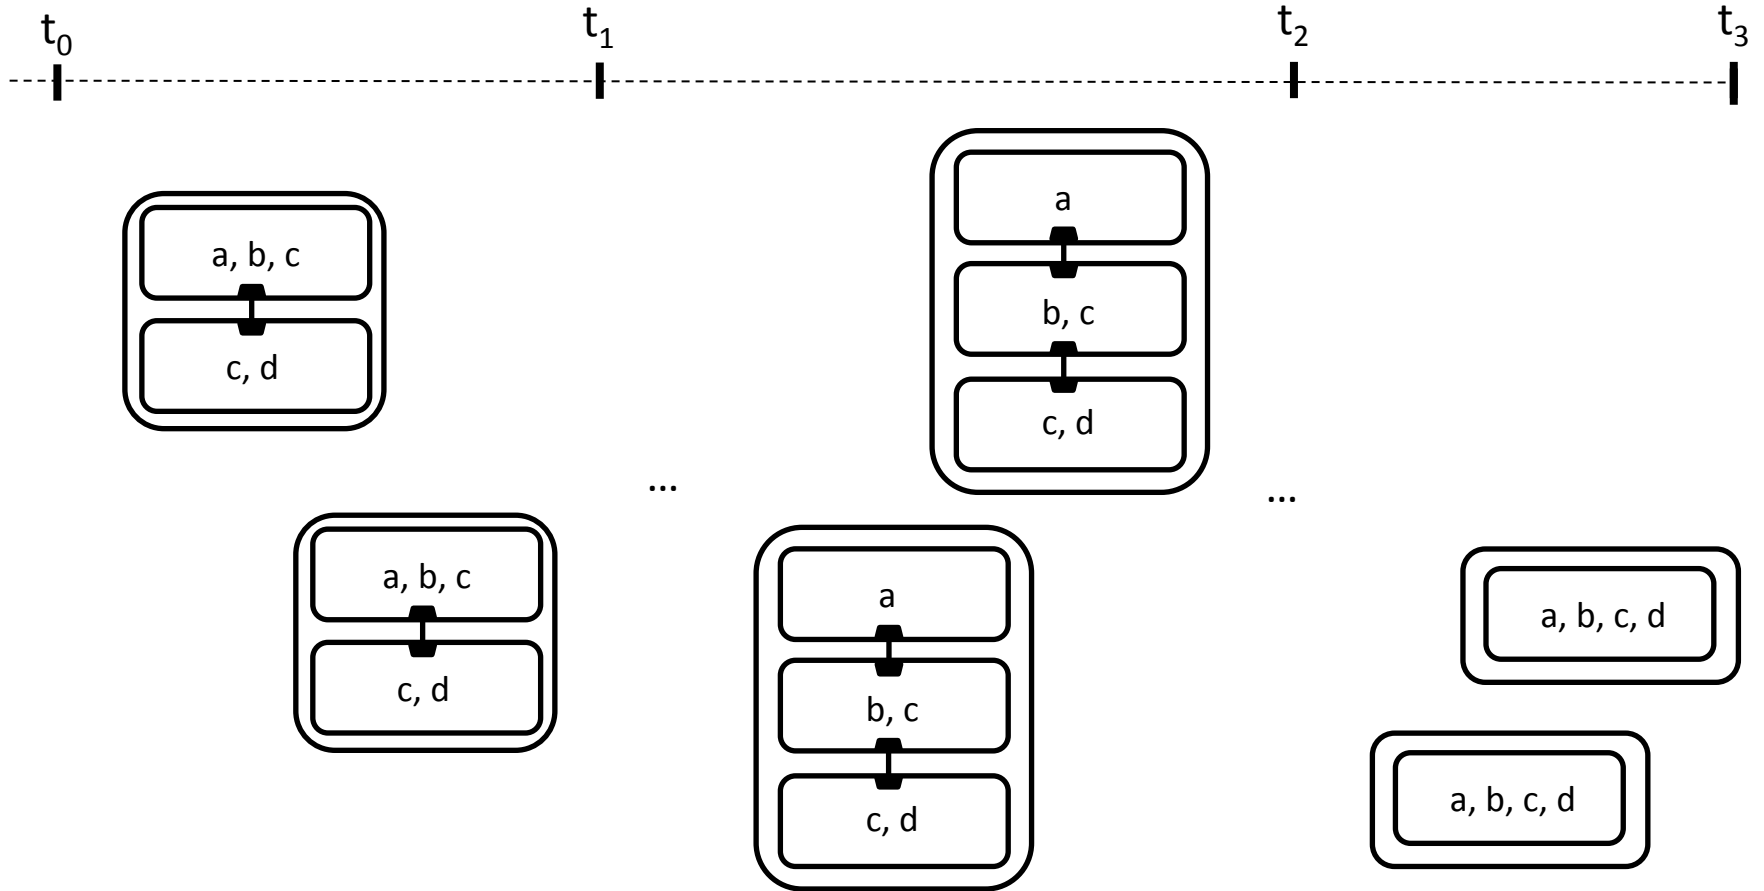 t0
t1
t2
t3
a
a, b, c
b, c
c, d
c, d
...
...
a, b, c
a
a, b, c, d
c, d
b, c
a, b, c, d
c, d